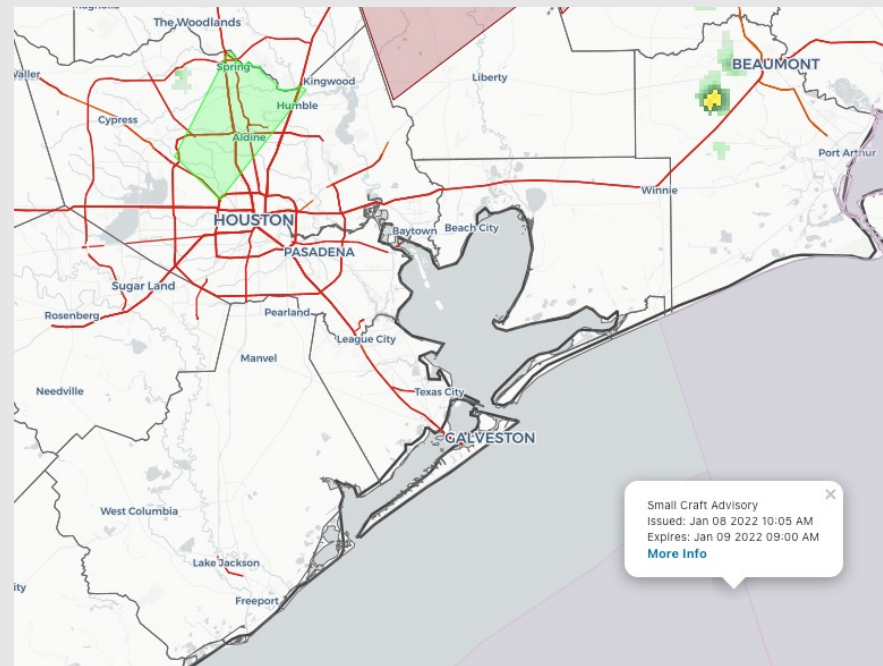 Magnolia
The Woodlands
Waller
Spring
Kingwood
Humble
Cypress
Aldine
Liberty
BEAUMONT
Port Arthur
Winnie
HOUSTON
Baytown
Beach City
PASADENA
Sugar Land
Rosenberg
Pearland
League City
Manvel
Needville
Texas City
GALVESTON
West Columbia
Lake Jackson
Freeport
ity
Small Craft Advisory
×
Issued: Jan 08 2022 10:05 AM
Expires: Jan 09 2022 09:00 AM
More Info